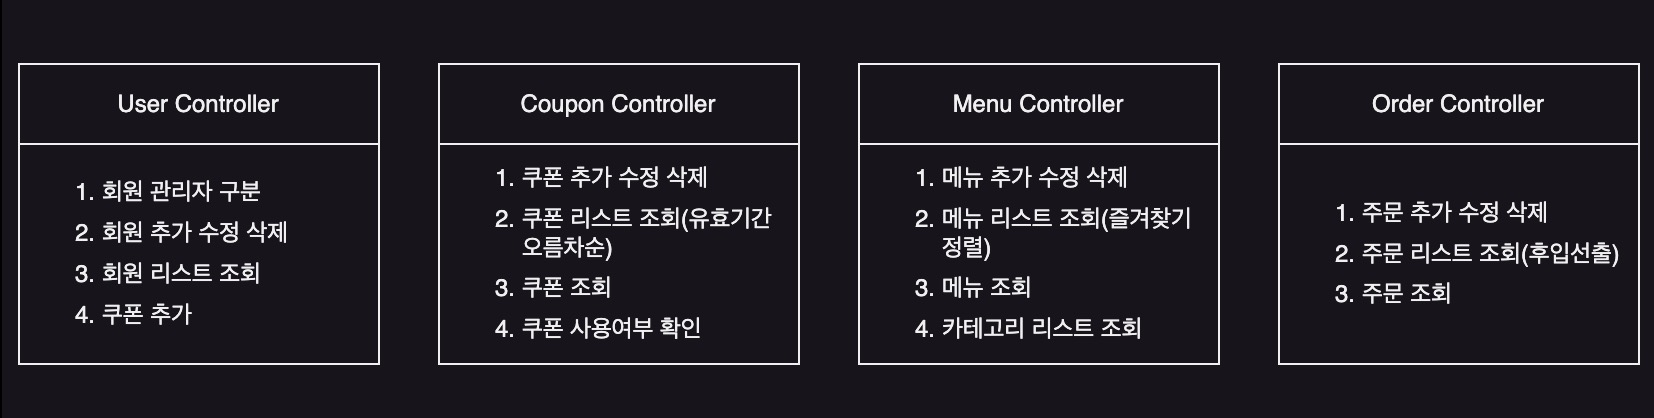 User Controller
1. 회원 관리자 구분
2. 회원 추가 수정 삭제
3. 회원 리스트 조회
4. 쿠폰 추가
Coupon Controller
1. 쿠폰 추가 수정 삭제
2. 쿠폰 리스트 조회(유효기간
오름차순)
3. 쿠폰 조회
4. 쿠폰 사용여부 확인
Menu Controller
1. 메뉴 추가 수정 삭제
2. 메뉴 리스트 조회(즐겨찾기
정렬)
3. 메뉴 조회
4. 카테고리 리스트 조회
Order Controller
1. 주문 추가 수정 삭제
2. 주문 리스트 조회(후입선출)
3. 주문 조회